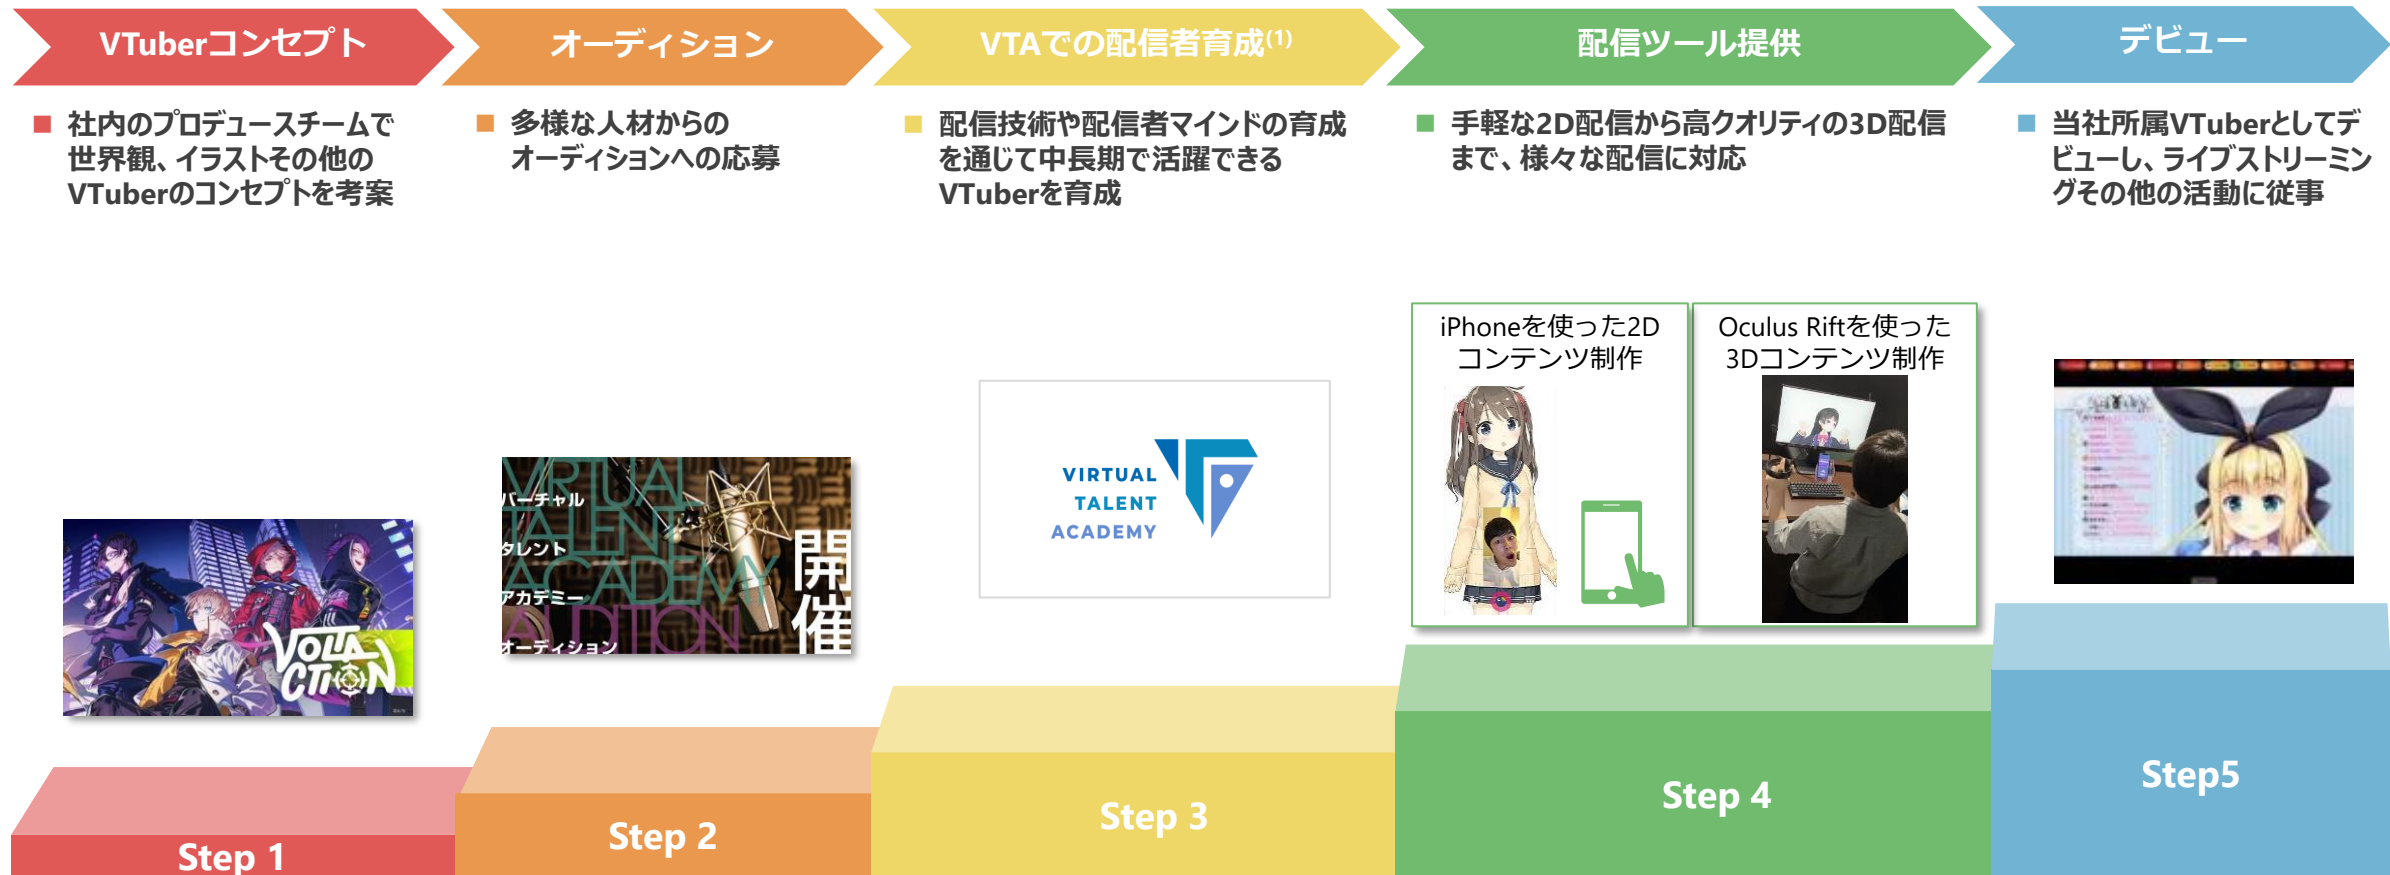 VTuberコンセプト
オーディション
VTAでの配信者育成(1)
配信ツール提供
デビュー
社内のプロデュースチームで
世界観、イラストその他の
VTuberのコンセプトを考案
多様な人材からの
オーディションへの応募
配信技術や配信者マインドの育成
を通じて中長期で活躍できる
VTuberを育成
手軽な2D配信から高クオリティの3D配信
まで、様々な配信に対応
当社所属VTuberとしてデ
ビューし、ライブストリーミン
グその他の活動に従事
VOLTA
CTION
VIRTUAL
TALENT
ACADEMY
AUDITION
バーチャル
タレント
アカデミー
オーディション
開催
VIRTUAL
TALENT
ACADEMY
iPhoneを使った2D
コンテンツ制作
Oculus Riftを使った
3Dコンテンツ制作
Step 1
Step 2
Step 3
Step 4
Step5